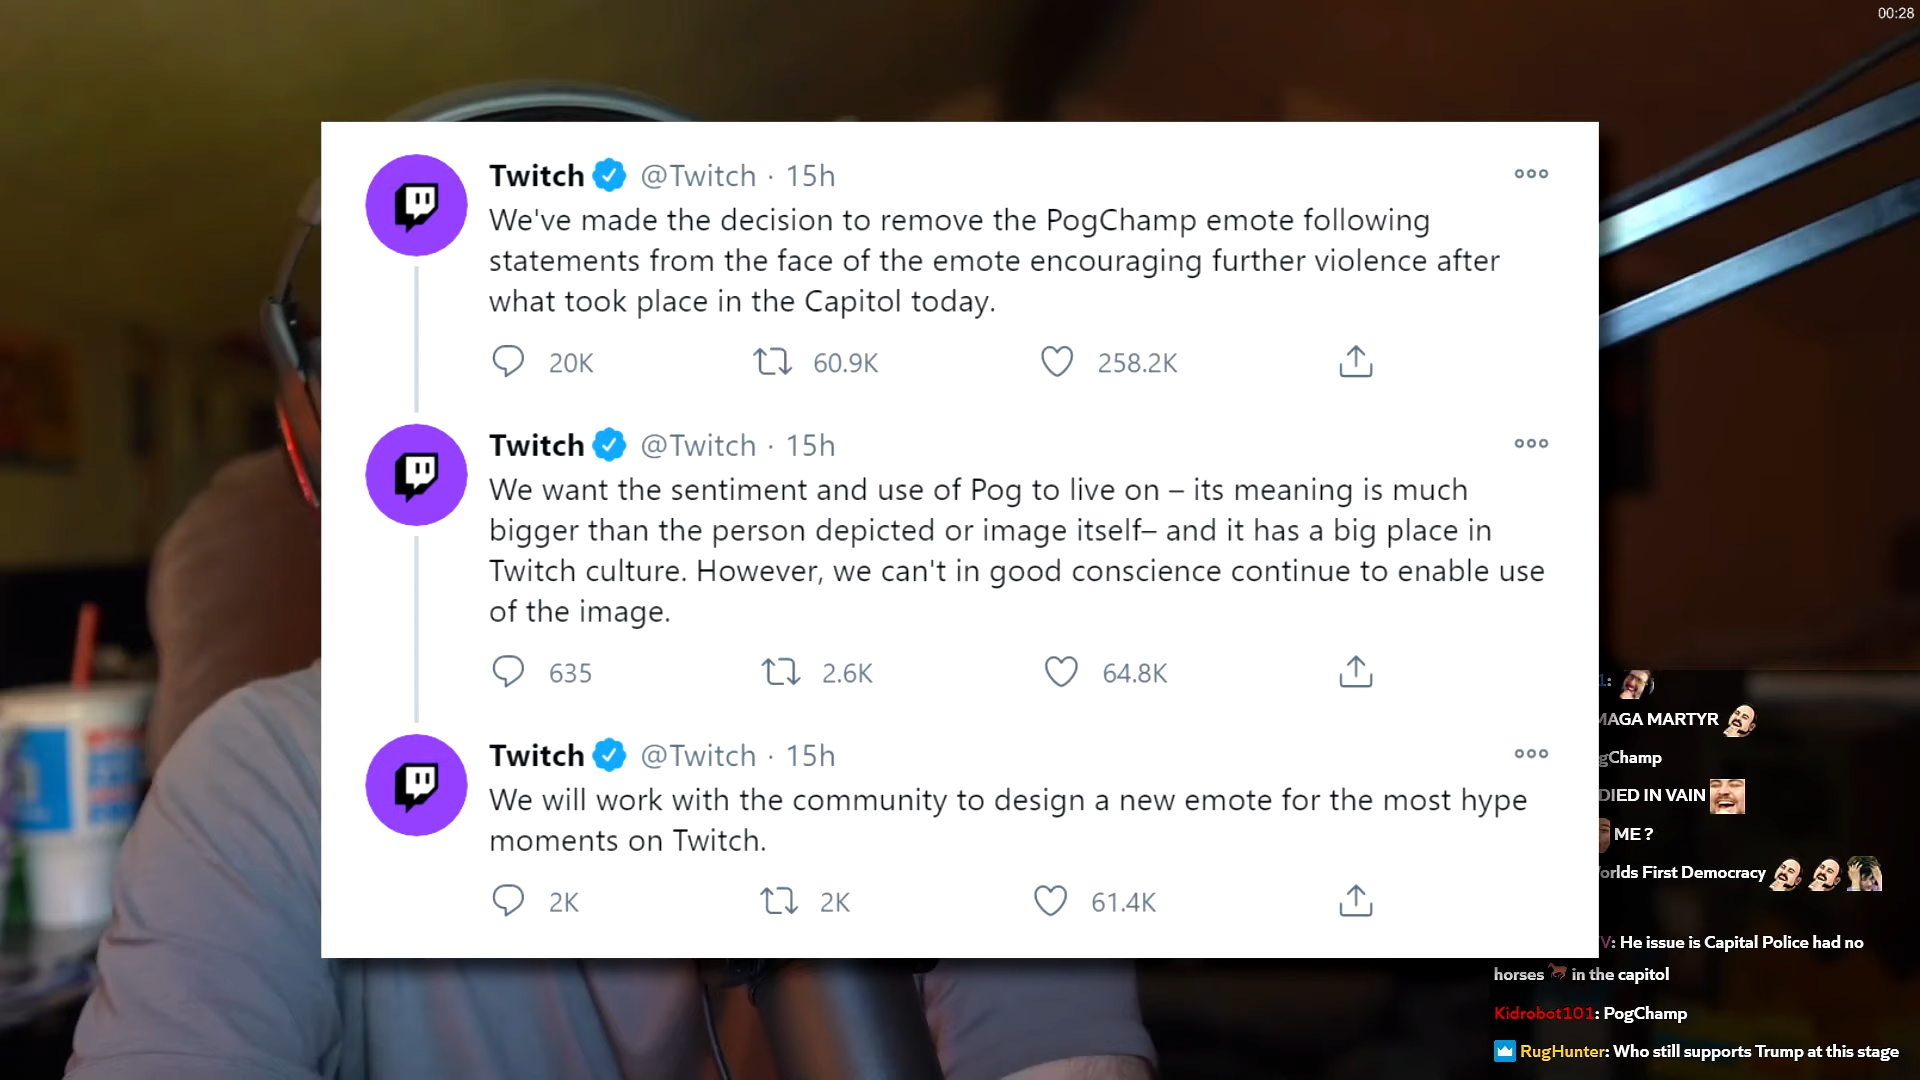 00:28
Twitch @Twitch · 15h
We've made the decision to remove the PogChamp emote following
statements from the face of the emote encouraging further violence after
what took place in the Capitol today.
20K 60.9K 258.2K
Twitch @Twitch · 15h
We want the sentiment and use of Pog to live on – its meaning is much
bigger than the person depicted or image itself– and it has a big place in
Twitch culture. However, we can't in good conscience continue to enable use
of the image.
635 2.6K 64.8K
Twitch @Twitch · 15h
We will work with the community to design a new emote for the most hype
moments on Twitch.
2K 2K 61.4K
MAGA MARTYR
gChamp
DIED IN VAIN
ME ?
orlds First Democracy
V: He issue is Capital Police had no
horses 🐎 in the capitol
Kidrobot101: PogChamp
RugHunter: Who still supports Trump at this stage